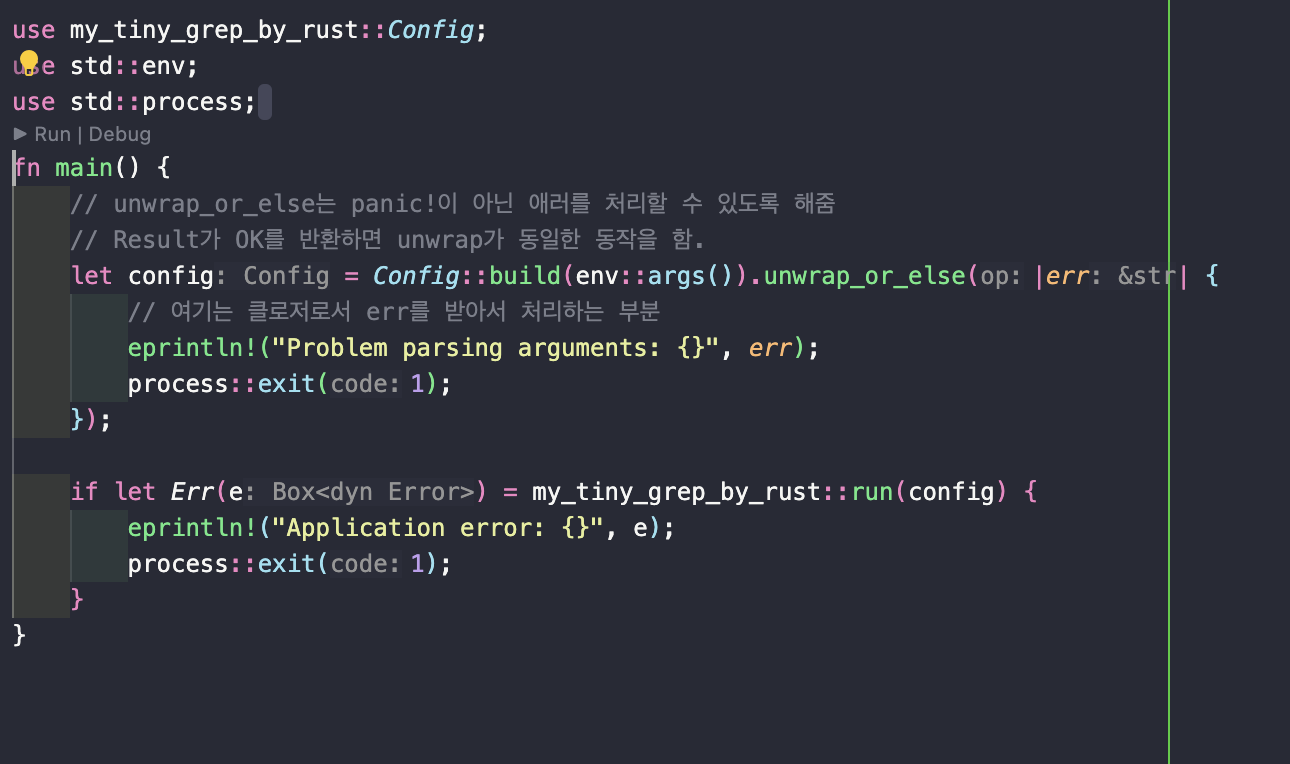 use my_tiny_grep_by_rust::Config;
use std::env;
use std::process;
▶ Run | Debug
fn main() {
// unwrap_or_else는 panic!이 아닌 애러를 처리할 수 있도록 해줌
// Result가 OK를 반환하면 unwrap가 동일한 동작을 함.
let config: Config = Config::build(env::args()).unwrap_or_else(op: |err: &str| {
// 여기는 클로저로서 err를 받아서 처리하는 부분
eprintln!("Problem parsing arguments: {}", err);
process::exit(code: 1);
});
if let Err(e: Box<dyn Error>) = my_tiny_grep_by_rust::run(config) {
eprintln!("Application error: {}", e);
process::exit(code: 1);
}
}